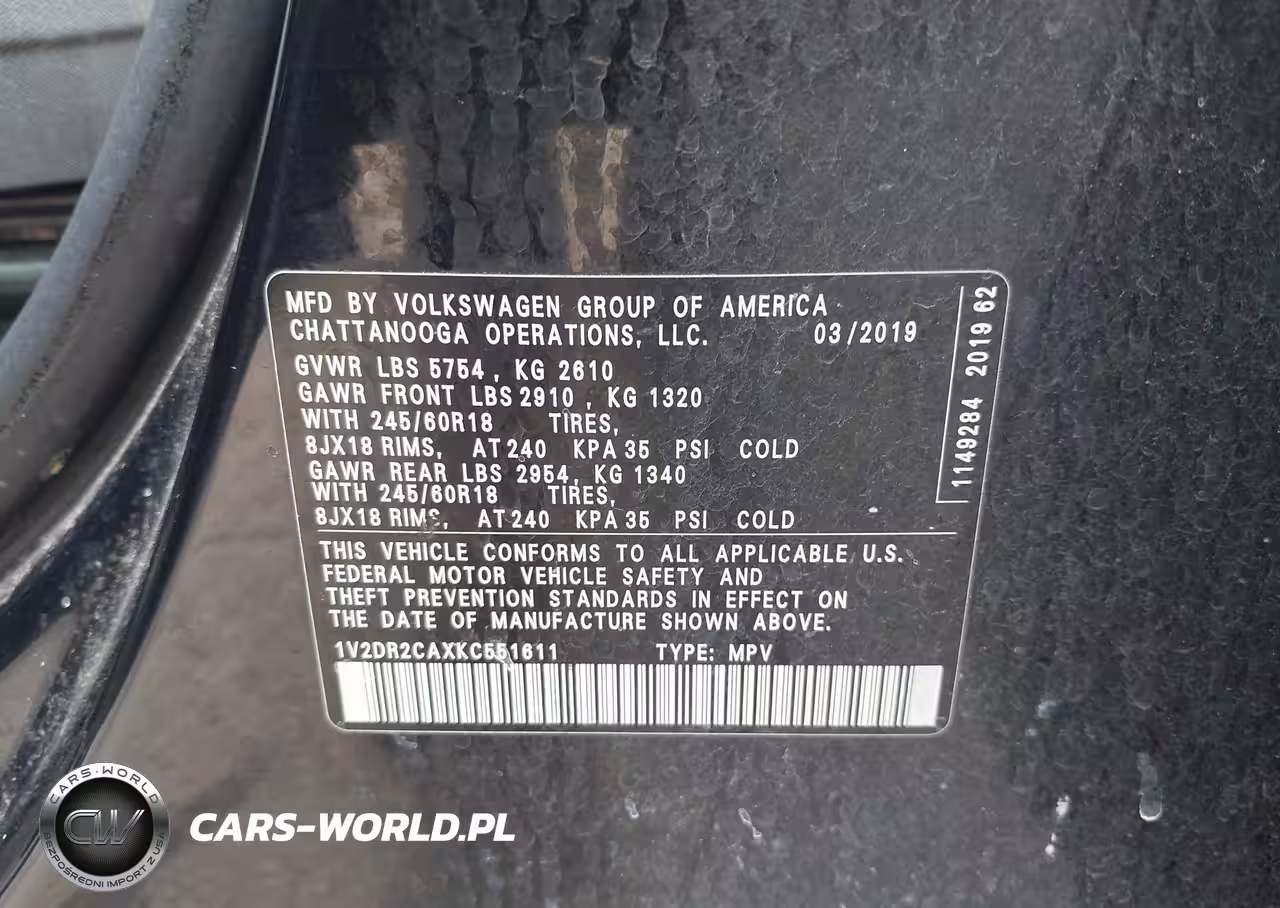 MFD BY VOLKSWAGEN GROUP OF AMERICA
CHATTANOOGA OPERATIONS, LLC. 03/2019
GVWR LBS 5754, KG 2610
GAWR FRONT LBS 2910, KG 1320
WITH 245/60R18 TIRES,
8JX18 RIMS, AT 240 KPA 35 PSI COLD
GAWR REAR LBS 2954, KG 1340
WITH 245/60R18 TIRES,
8JX18 RIMS, AT 240 KPA 35 PSI COLD
THIS VEHICLE CONFORMS TO ALL APPLICABLE U.S.
FEDERAL MOTOR VEHICLE SAFETY AND
THEFT PREVENTION STANDARDS IN EFFECT ON
THE DATE OF MANUFACTURE SHOWN ABOVE.
1V2DR2CAXKC551611 TYPE: MPV
1149284 2019 62
CARS-WORLD
CW
BEZPOŚREDNI IMPORT Z USA
CARS-WORLD.PL